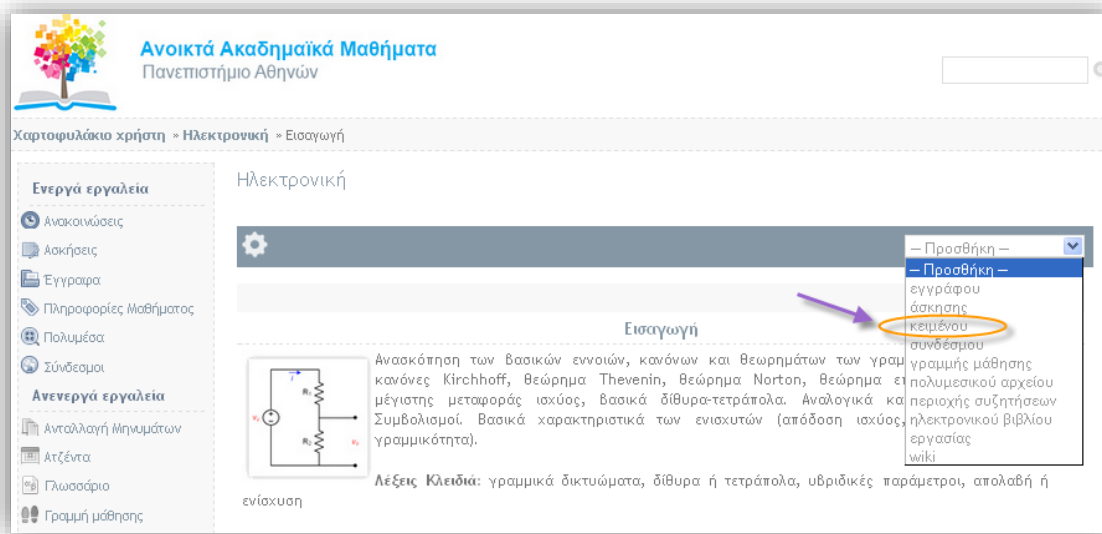 Ανοικτά Ακαδημαϊκά Μαθήματα
Πανεπιστήμιο Αθηνών
Χαρτοφυλάκιο χρήστη » Ηλεκτρονική » Εισαγωγή
Ενεργά εργαλεία
Ανακοινώσεις
Ασκήσεις
Έγγραφα
Πληροφορίες Μαθήματος
Πολυμέσα
Σύνδεσμοι
Ανενεργά εργαλεία
Ανταλλαγή Μηνυμάτων
Ατζέντα
Γλωσσάριο
Γραμμή μάθησης
Ηλεκτρονική
-- Προσθήκη --
-- Προσθήκη --
εγγράφου
άσκησης
κειμένου
συνδέσμου
γραμμής μάθησης
πολυμεσικού αρχείου
περιοχής συζητήσεων
ηλεκτρονικού βιβλίου
εργασίας
wiki
Εισαγωγή
Ανασκόπηση των βασικών εννοιών, κανόνων και θεωρημάτων των γραμ
κανόνες Kirchhoff, θεώρημα Thevenin, θεώρημα Norton, θεώρημα
μέγιστης μεταφοράς ισχύος, βασικά δίθυρα-τετράπολα. Αναλογικά κα
Συμβολισμοί. Βασικά χαρακτηριστικά των ενισχυτών (απόδοση ισχύος,
γραμμικότητα).
Λέξεις Κλειδιά: γραμμικά δικτυώματα, δίθυρα ή τετράπολα, υβριδικές παράμετροι, απολαβή ή
ενίσχυση
i
R₁
R₂